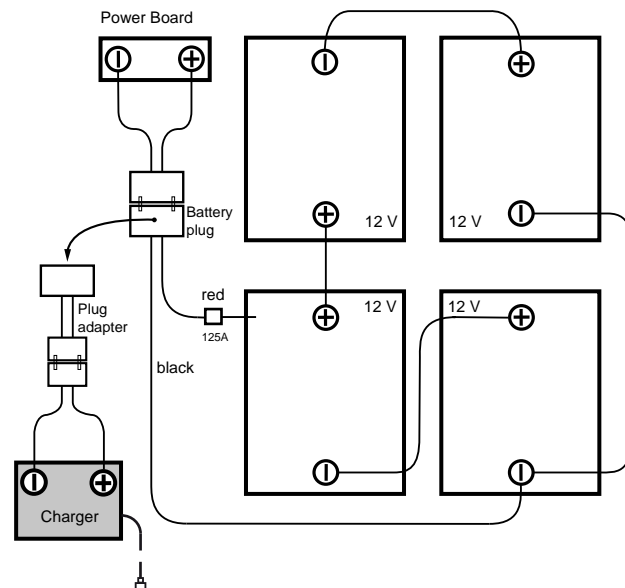 Power Board
Battery
plug
12 V
12 V
red
125A
12 V
12 V
Plug
adapter
black
Charger